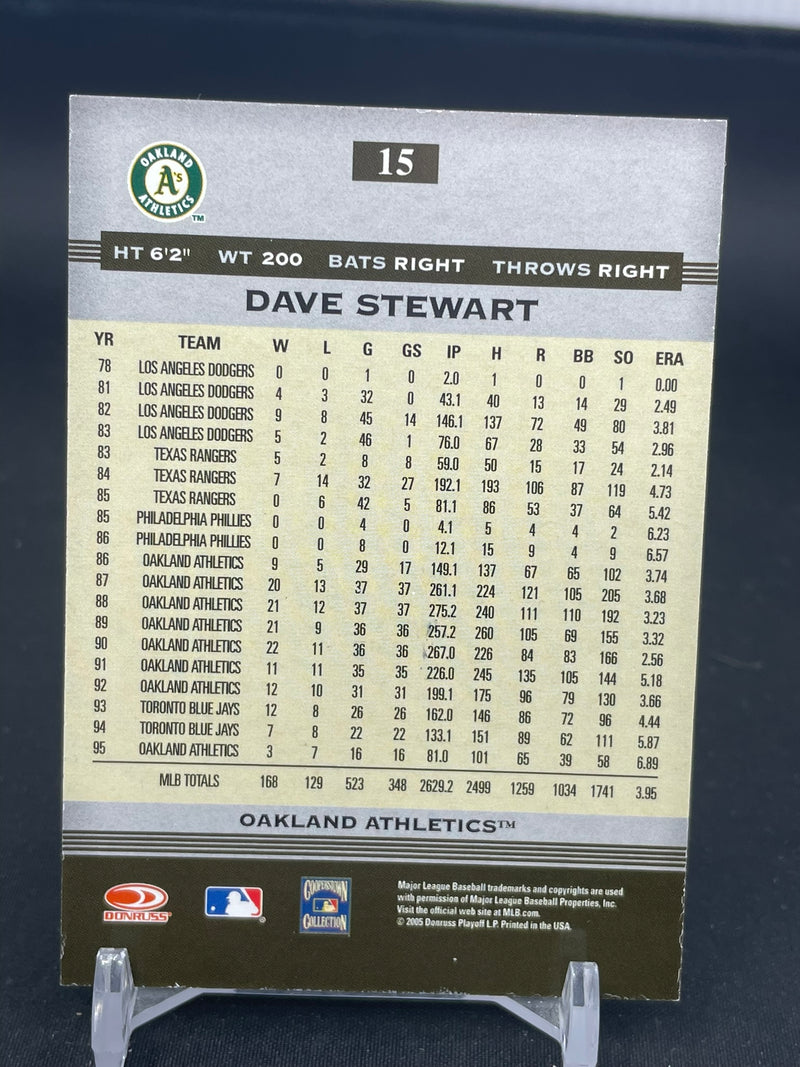 OAKLAND A's ATHLETICS TM
15
HT 6'2" WT 200 BATS RIGHT THROWS RIGHT
DAVE STEWART
YR TEAM W L G GS IP H R BB SO ERA
78 LOS ANGELES DODGERS 0 0 1 0 2.0 1 0 0 1 0.00
81 LOS ANGELES DODGERS 4 3 32 0 43.1 40 13 14 29 2.49
82 LOS ANGELES DODGERS 9 8 45 14 146.1 137 72 49 80 3.81
83 LOS ANGELES DODGERS 5 2 46 1 76.0 67 28 33 54 2.96
83 TEXAS RANGERS 5 2 8 8 59.0 50 15 17 24 2.14
84 TEXAS RANGERS 7 14 32 27 192.1 193 106 87 119 4.73
85 TEXAS RANGERS 0 6 42 5 81.1 86 53 37 64 5.42
85 PHILADELPHIA PHILLIES 0 0 4 0 4.1 5 4 4 2 6.23
86 PHILADELPHIA PHILLIES 0 0 8 0 12.1 15 9 4 9 6.57
86 OAKLAND ATHLETICS 9 5 29 17 149.1 137 67 65 102 3.74
87 OAKLAND ATHLETICS 20 13 37 37 261.1 224 121 105 205 3.68
88 OAKLAND ATHLETICS 21 12 37 37 275.2 240 111 110 192 3.23
89 OAKLAND ATHLETICS 21 9 36 36 257.2 260 105 69 155 3.32
90 OAKLAND ATHLETICS 22 11 36 36 267.0 226 84 83 166 2.56
91 OAKLAND ATHLETICS 11 11 35 35 226.0 245 135 105 144 5.18
92 OAKLAND ATHLETICS 12 10 31 31 199.1 175 96 79 130 3.66
93 TORONTO BLUE JAYS 12 8 26 26 162.0 146 86 72 96 4.44
94 TORONTO BLUE JAYS 7 8 22 22 133.1 151 89 62 111 5.87
95 OAKLAND ATHLETICS 3 7 16 16 81.0 101 65 39 58 6.89
MLB TOTALS 168 129 523 348 2629.2 2499 1259 1034 1741 3.95
OAKLAND ATHLETICS™
DONRUSS®
COOPERSTOWN COLLECTION
Major League Baseball trademarks and copyrights are used
with permission of Major League Baseball Properties, Inc.
Visit the official web site at MLB.com.
© 2005 Donruss Playoff L.P. Printed in the USA.